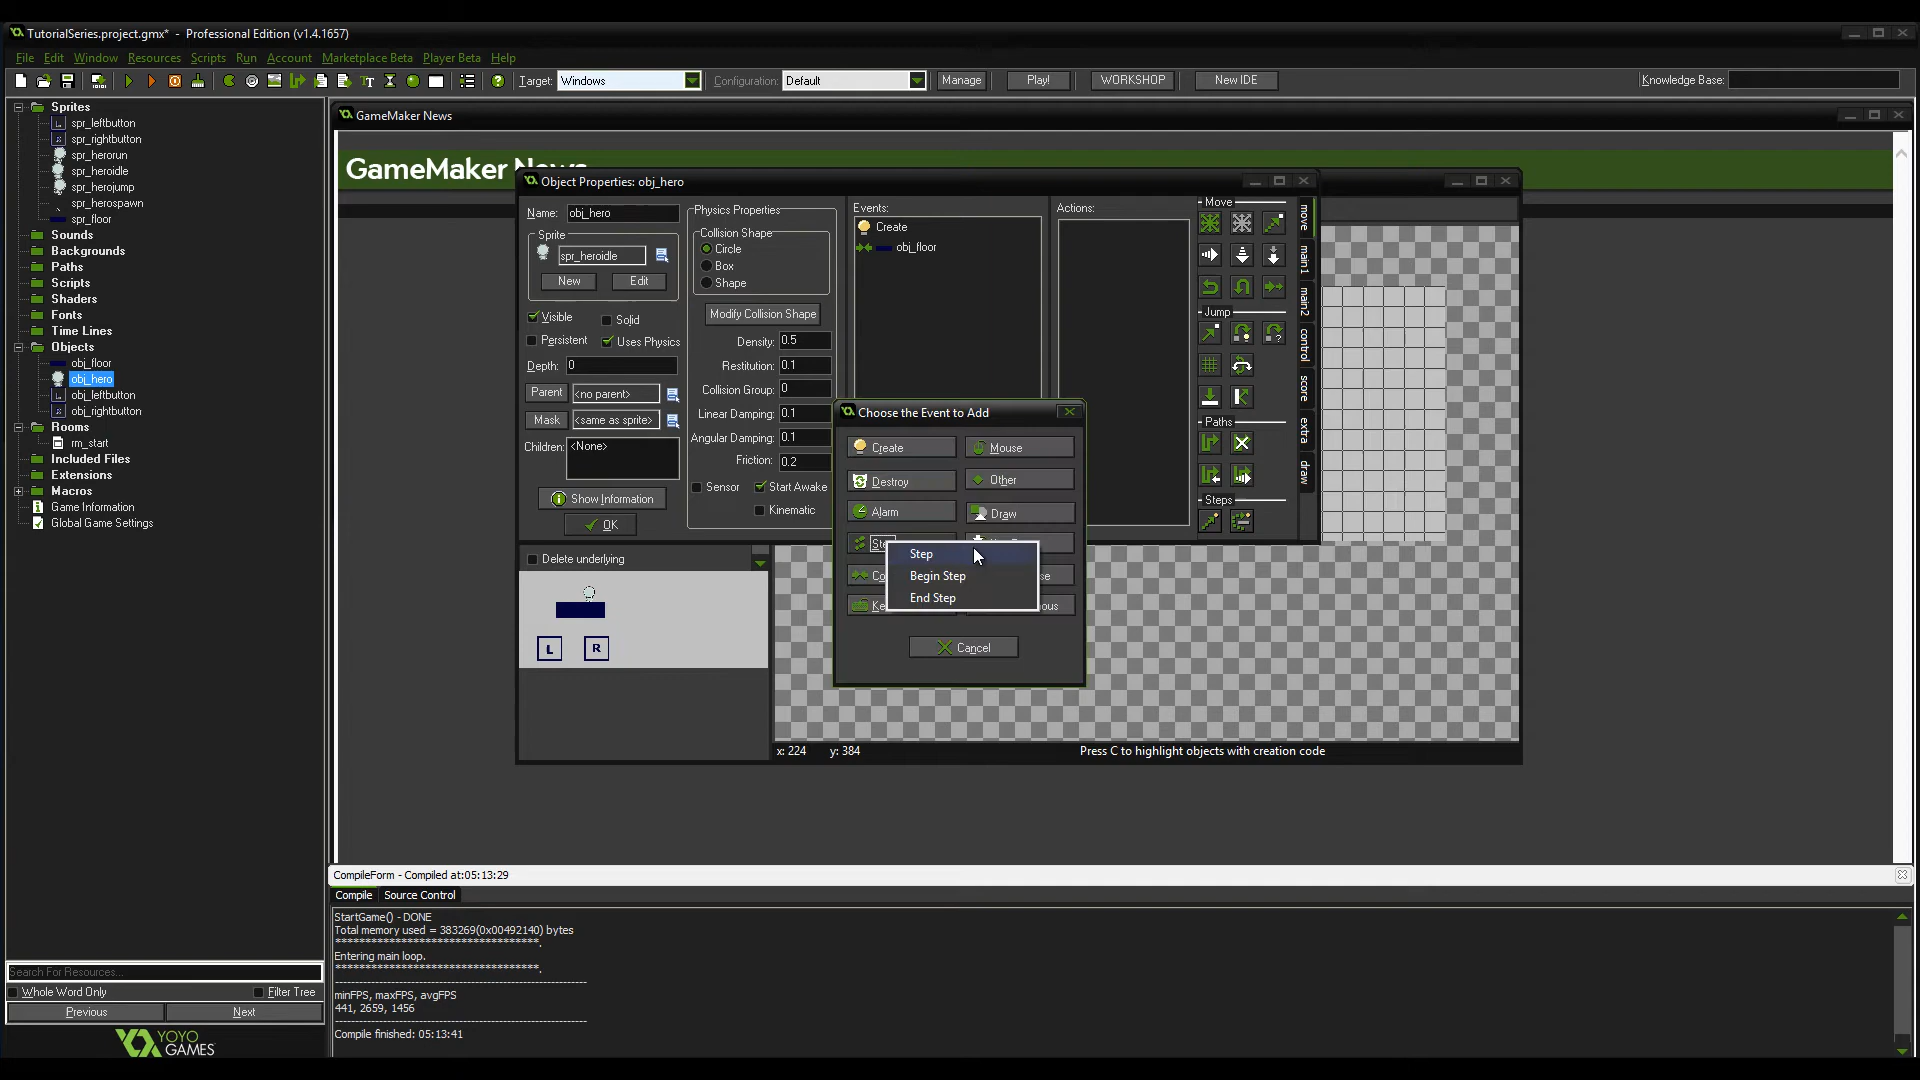 TutorialSeries.project.gmx* - Professional Edition (v1.4.1657)
File Edit Window Resources Scripts Run Account Marketplace Beta Player Beta Help
Target: Windows Configuration: Default Manage Play! WORKSHOP New IDE Knowledge Base:
Sprites
spr_leftbutton
spr_rightbutton
spr_herorun
spr_heroidle
spr_herojump
spr_herospawn
spr_floor
Sounds
Backgrounds
Paths
Scripts
Shaders
Fonts
Time Lines
Objects
obj_floor
obj_hero
obj_leftbutton
obj_rightbutton
Rooms
rm_start
Included Files
Extensions
Macros
Game Information
Global Game Settings
Search For Resources...
Whole Word Only Filter Tree
Previous Next
YOYO
GAMES
GameMaker News
GameMaker News
Object Properties: obj_hero
Name: obj_hero
Sprite
spr_heroidle
New Edit
Visible Solid
Persistent Uses Physics
Depth: 0
Parent <no parent>
Mask <same as sprite>
Children: <None>
Show Information
OK
Physics Properties
Collision Shape
Circle
Box
Shape
Modify Collision Shape
Density: 0.5
Restitution: 0.1
Collision Group: 0
Linear Damping: 0.1
Angular Damping: 0.1
Friction: 0.2
Sensor Start Awake
Kinematic
Events:
Create
obj_floor
Actions:
Move
Jump
Paths
Steps
move
main1
main2
control
score
extra
draw
Choose the Event to Add
Create Mouse
Destroy Other
Alarm Draw
Step
Begin Step
End Step
Cancel
Delete underlying
L R
x: 224 y: 384 Press C to highlight objects with creation code
CompileForm - Compiled at:05:13:29
Compile Source Control
StartGame() - DONE
Total memory used = 383269(0x00492140) bytes
Entering main loop.
minFPS, maxFPS, avgFPS
441, 2659, 1456
Compile finished: 05:13:41